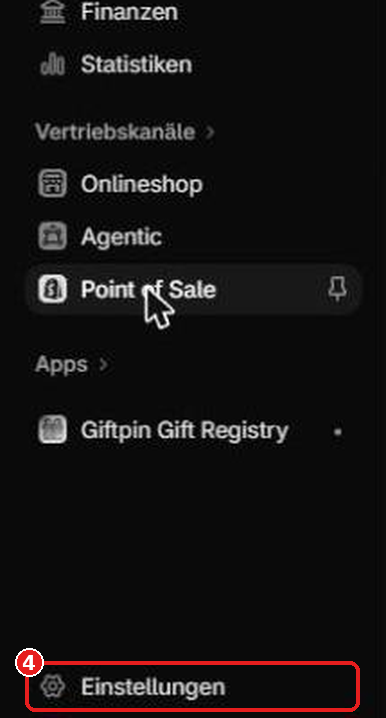 Finanzen
Statistiken
Vertriebskanäle
Onlineshop
Agentic
Point of Sale
Apps
Giftpin Gift Registry
4
Einstellungen